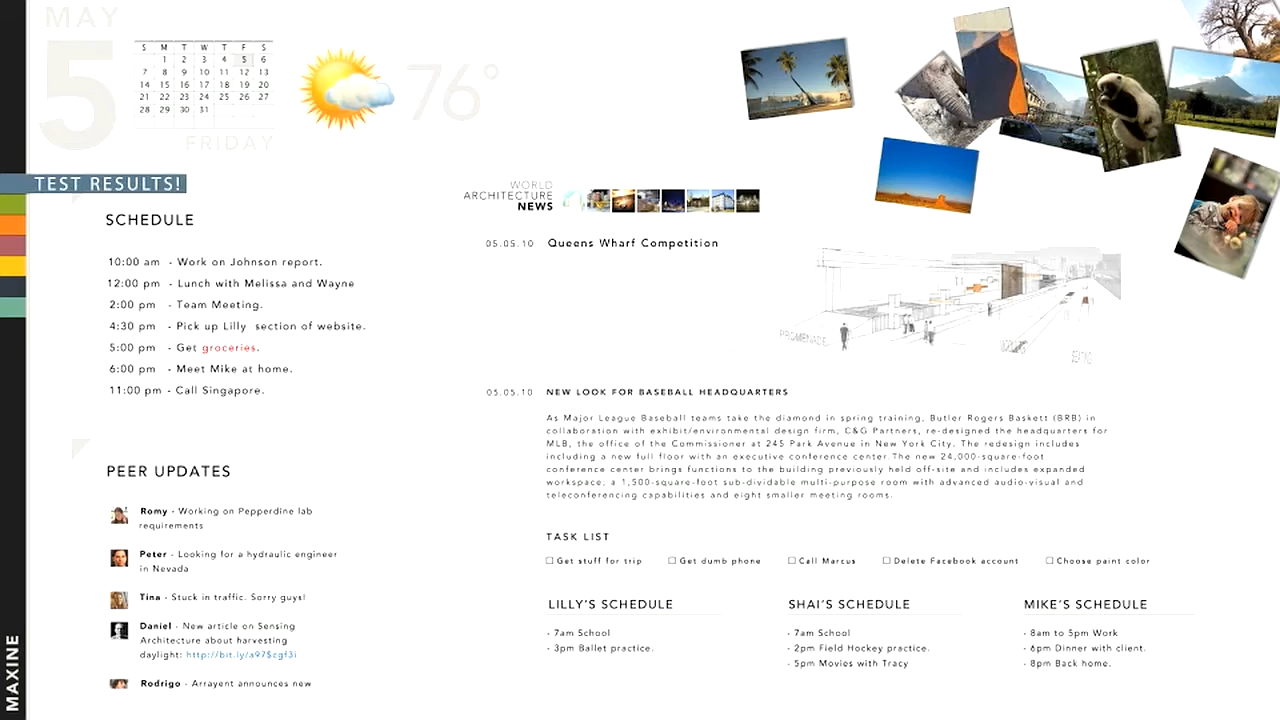 MAY
5
S M T W T F S
1 2 3 4 5 6
7 8 9 10 11 12 13
14 15 16 17 18 19 20
21 22 23 24 25 26 27
28 29 30 31
FRIDAY
76°
TEST RESULTS!
SCHEDULE
10:00 am - Work on Johnson report.
12:00 pm - Lunch with Melissa and Wayne
2:00 pm - Team Meeting.
4:30 pm - Pick up Lilly section of website.
5:00 pm - Get groceries.
6:00 pm - Meet Mike at home.
11:00 pm - Call Singapore.
PEER UPDATES
Romy - Working on Pepperdine lab
requirements
Peter - Looking for a hydraulic engineer
in Nevada
Tina - Stuck in traffic. Sorry guys!
Daniel - New article on Sensing
Architecture about harvesting
daylight: http://bit.ly/a97$cgf3i
Rodrigo - Arrayent announces new
MAXINE
WORLD
ARCHITECTURE
NEWS
05.05.10 Queens Wharf Competition
PROMENADE
05.05.10 NEW LOOK FOR BASEBALL HEADQUARTERS
As Major League Baseball teams take the diamond in spring training, Butler Rogers Baskett (BRB) in
collaboration with exhibit/environmental design firm, C&G Partners, re-designed the headquarters for
MLB, the office of the Commissioner at 245 Park Avenue in New York City. The redesign includes
including a new full floor with an executive conference center.The new 24,000-square-foot
conference center brings functions to the building previously held off-site and includes expanded
workspace; a 1,500-square-foot sub-dividable multi-purpose room with advanced audio-visual and
teleconferencing capabilities and eight smaller meeting rooms.
TASK LIST
☐ Get stuff for trip ☐ Get dumb phone ☐ Call Marcus ☐ Delete Facebook account ☐ Choose paint color
LILLY'S SCHEDULE
- 7am School
- 3pm Ballet practice.
SHAI'S SCHEDULE
- 7am School
- 2pm Field Hockey practice.
- 5pm Movies with Tracy
MIKE'S SCHEDULE
- 8am to 5pm Work
- 6pm Dinner with client.
- 8pm Back home.